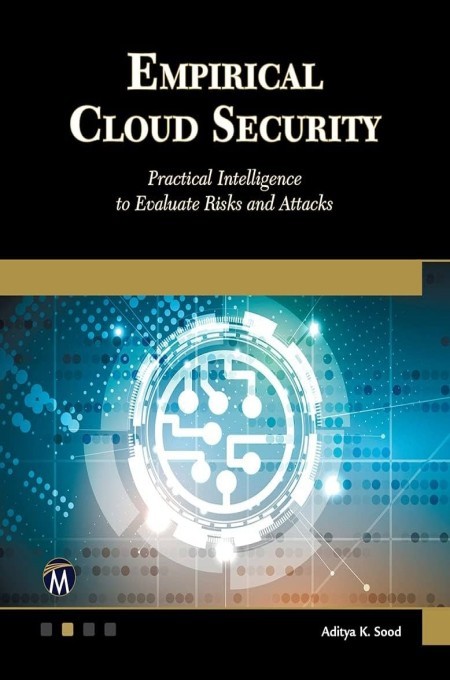 EMPIRICAL
CLOUD SECURITY
Practical Intelligence
to Evaluate Risks and Attacks
M
Aditya K. Sood